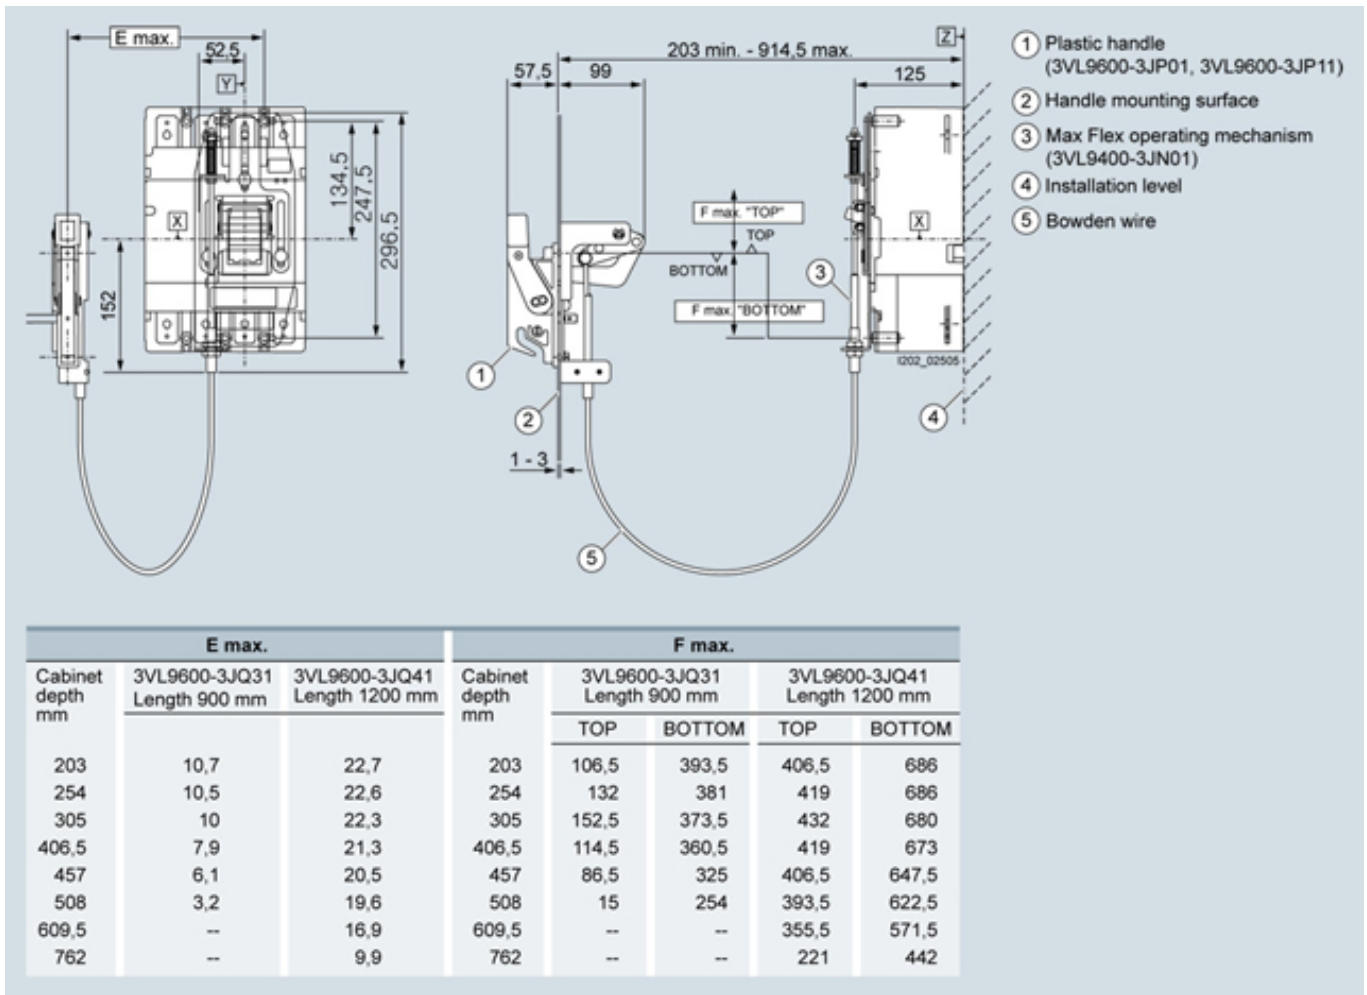 E max.
52,5
Y
X
134,5
247,5
296,5
152
203 min. - 914,5 max.
Z
57,5
99
125
F max. "TOP"
TOP
BOTTOM
F max. "BOTTOM"
X
3
1
I202_02505
2
4
1 - 3
5
1 Plastic handle
(3VL9600-3JP01, 3VL9600-3JP11)
2 Handle mounting surface
3 Max Flex operating mechanism
(3VL9400-3JN01)
4 Installation level
5 Bowden wire
E max. F max.
Cabinet 3VL9600-3JQ31 3VL9600-3JQ41 Cabinet 3VL9600-3JQ31 3VL9600-3JQ41
depth Length 900 mm Length 1200 mm depth Length 900 mm Length 1200 mm
mm mm
TOP BOTTOM TOP BOTTOM
203 10,7 22,7 203 106,5 393,5 406,5 686
254 10,5 22,6 254 132 381 419 686
305 10 22,3 305 152,5 373,5 432 680
406,5 7,9 21,3 406,5 114,5 360,5 419 673
457 6,1 20,5 457 86,5 325 406,5 647,5
508 3,2 19,6 508 15 254 393,5 622,5
609,5 -- 16,9 609,5 -- -- 355,5 571,5
762 -- 9,9 762 -- -- 221 442